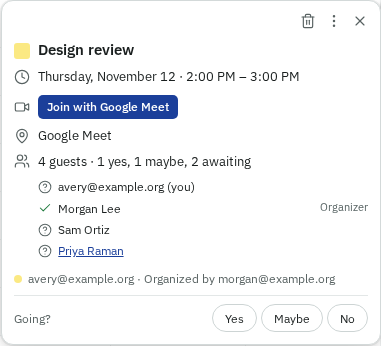 Design review
Thursday, November 12 · 2:00 PM – 3:00 PM
Join with Google Meet
Google Meet
4 guests · 1 yes, 1 maybe, 2 awaiting
avery@example.org (you)
Morgan Lee
Organizer
Sam Ortiz
Priya Raman
avery@example.org · Organized by morgan@example.org
Going?
Yes
Maybe
No